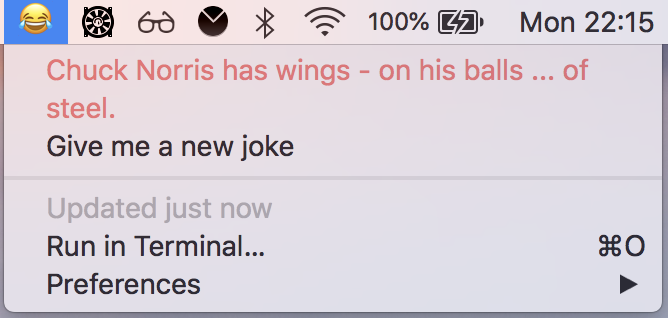 100% Mon 22:15
Chuck Norris has wings - on his balls ... of
steel.
Give me a new joke
Updated just now
Run in Terminal... ⌘O
Preferences ▶